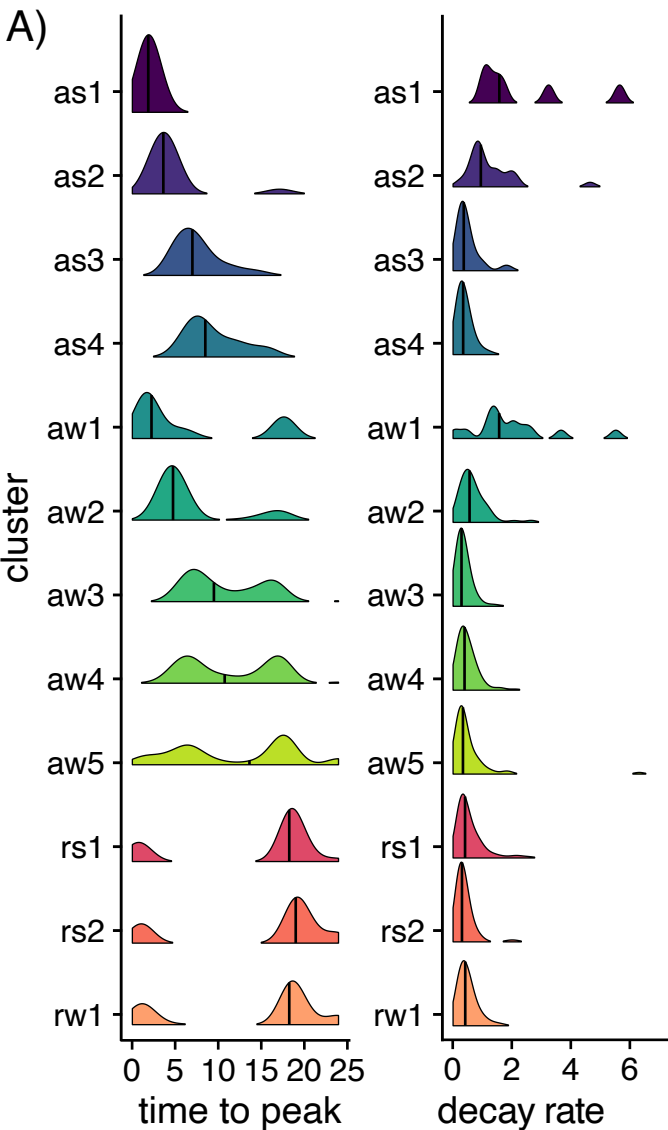 A)
cluster
as1
as2
as3
as4
aw1
aw2
aw3
aw4
aw5
rs1
rs2
rw1
0 5 10 15 20 25
time to peak
as1
as2
as3
as4
aw1
aw2
aw3
aw4
aw5
rs1
rs2
rw1
0 2 4 6
decay rate